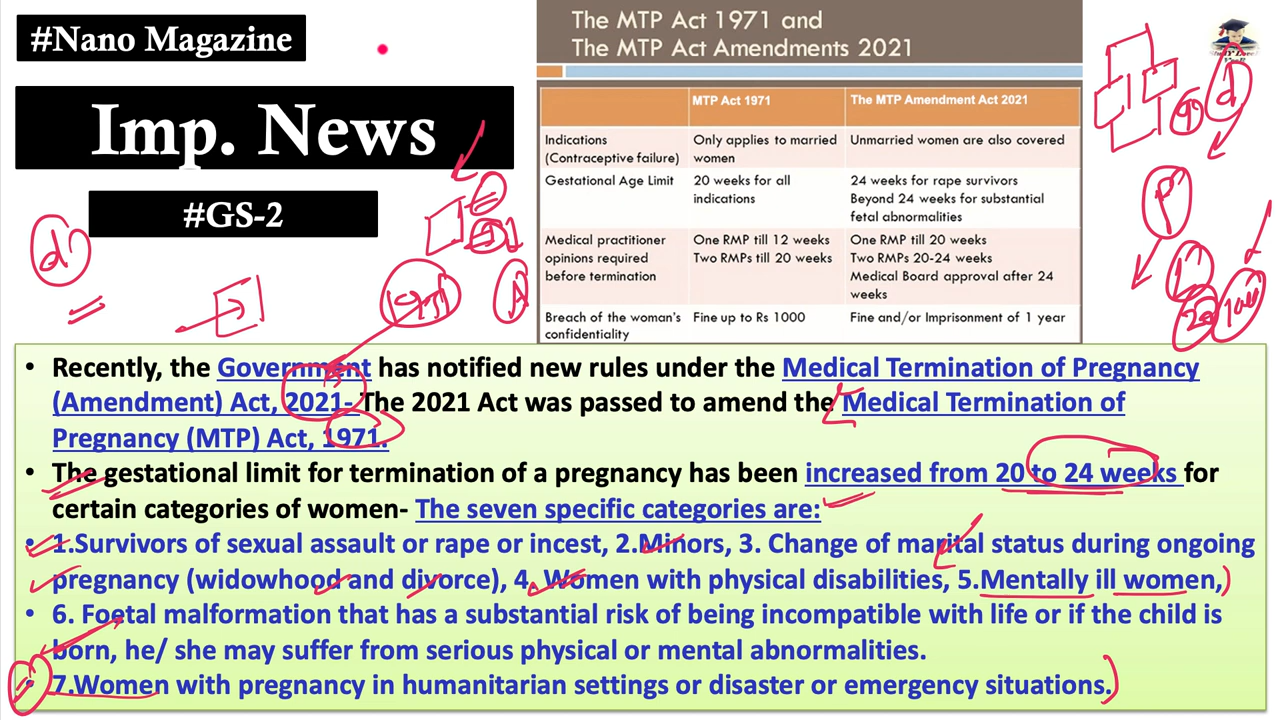 #Nano Magazine
Imp. News
#GS-2
The MTP Act 1971 and
The MTP Act Amendments 2021
MTP Act 1971 The MTP Amendment Act 2021
Indications Only applies to married Unmarried women are also covered
(Contraceptive failure) women
Gestational Age Limit 20 weeks for all 24 weeks for rape survivors
indications Beyond 24 weeks for substantial
fetal abnormalities
Medical practitioner One RMP till 12 weeks One RMP till 20 weeks
opinions required Two RMPs till 20 weeks Two RMPs 20-24 weeks
before termination Medical Board approval after 24
weeks
Breach of the woman's Fine up to Rs 1000 Fine and/or Imprisonment of 1 year
confidentiality
• Recently, the Government has notified new rules under the Medical Termination of Pregnancy
(Amendment) Act, 2021- The 2021 Act was passed to amend the Medical Termination of
Pregnancy (MTP) Act, 1971.
• The gestational limit for termination of a pregnancy has been increased from 20 to 24 weeks for
certain categories of women- The seven specific categories are:
• 1.Survivors of sexual assault or rape or incest, 2.Minors, 3. Change of marital status during ongoing
pregnancy (widowhood and divorce), 4. Women with physical disabilities, 5.Mentally ill women,
• 6. Foetal malformation that has a substantial risk of being incompatible with life or if the child is
born, he/ she may suffer from serious physical or mental abnormalities.
• 7.Women with pregnancy in humanitarian settings or disaster or emergency situations.